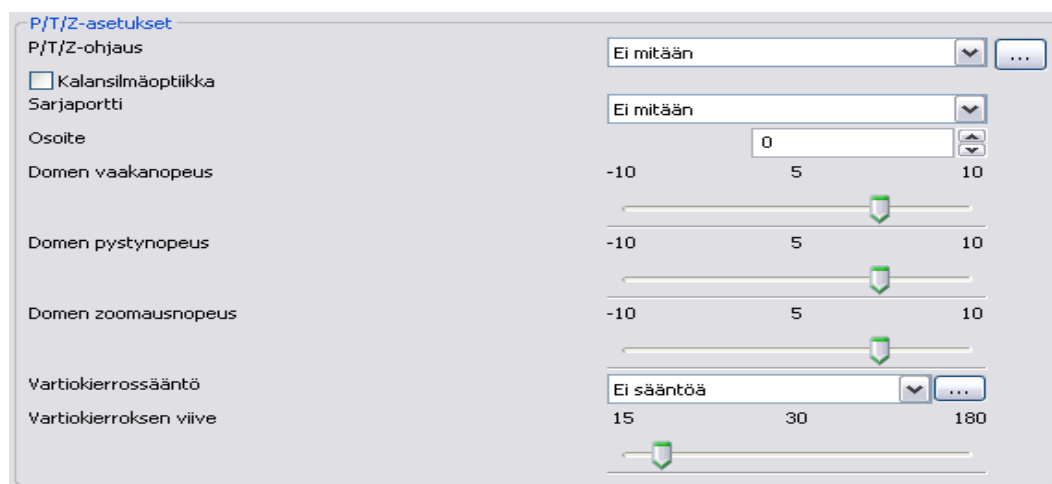 P/T/Z-asetukset
P/T/Z-ohjaus Ei mitään ...
Kalansilmäoptiikka
Sarjaportti Ei mitään
Osoite 0
Domen vaakanopeus -10 5 10
Domen pystynopeus -10 5 10
Domen zoomausnopeus -10 5 10
Vartiokierrossääntö Ei sääntöä ...
Vartiokierroksen viive 15 30 180